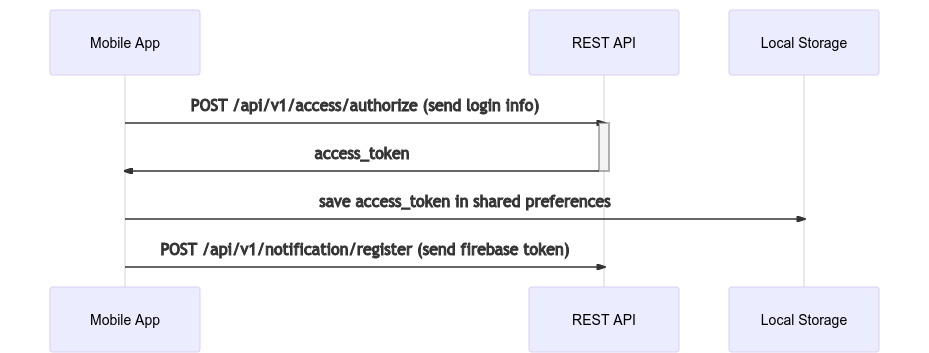 Mobile App
REST API
Local Storage
POST /api/v1/access/authorize (send login info)
access_token
save access_token in shared preferences
POST /api/v1/notification/register (send firebase token)
Mobile App
REST API
Local Storage